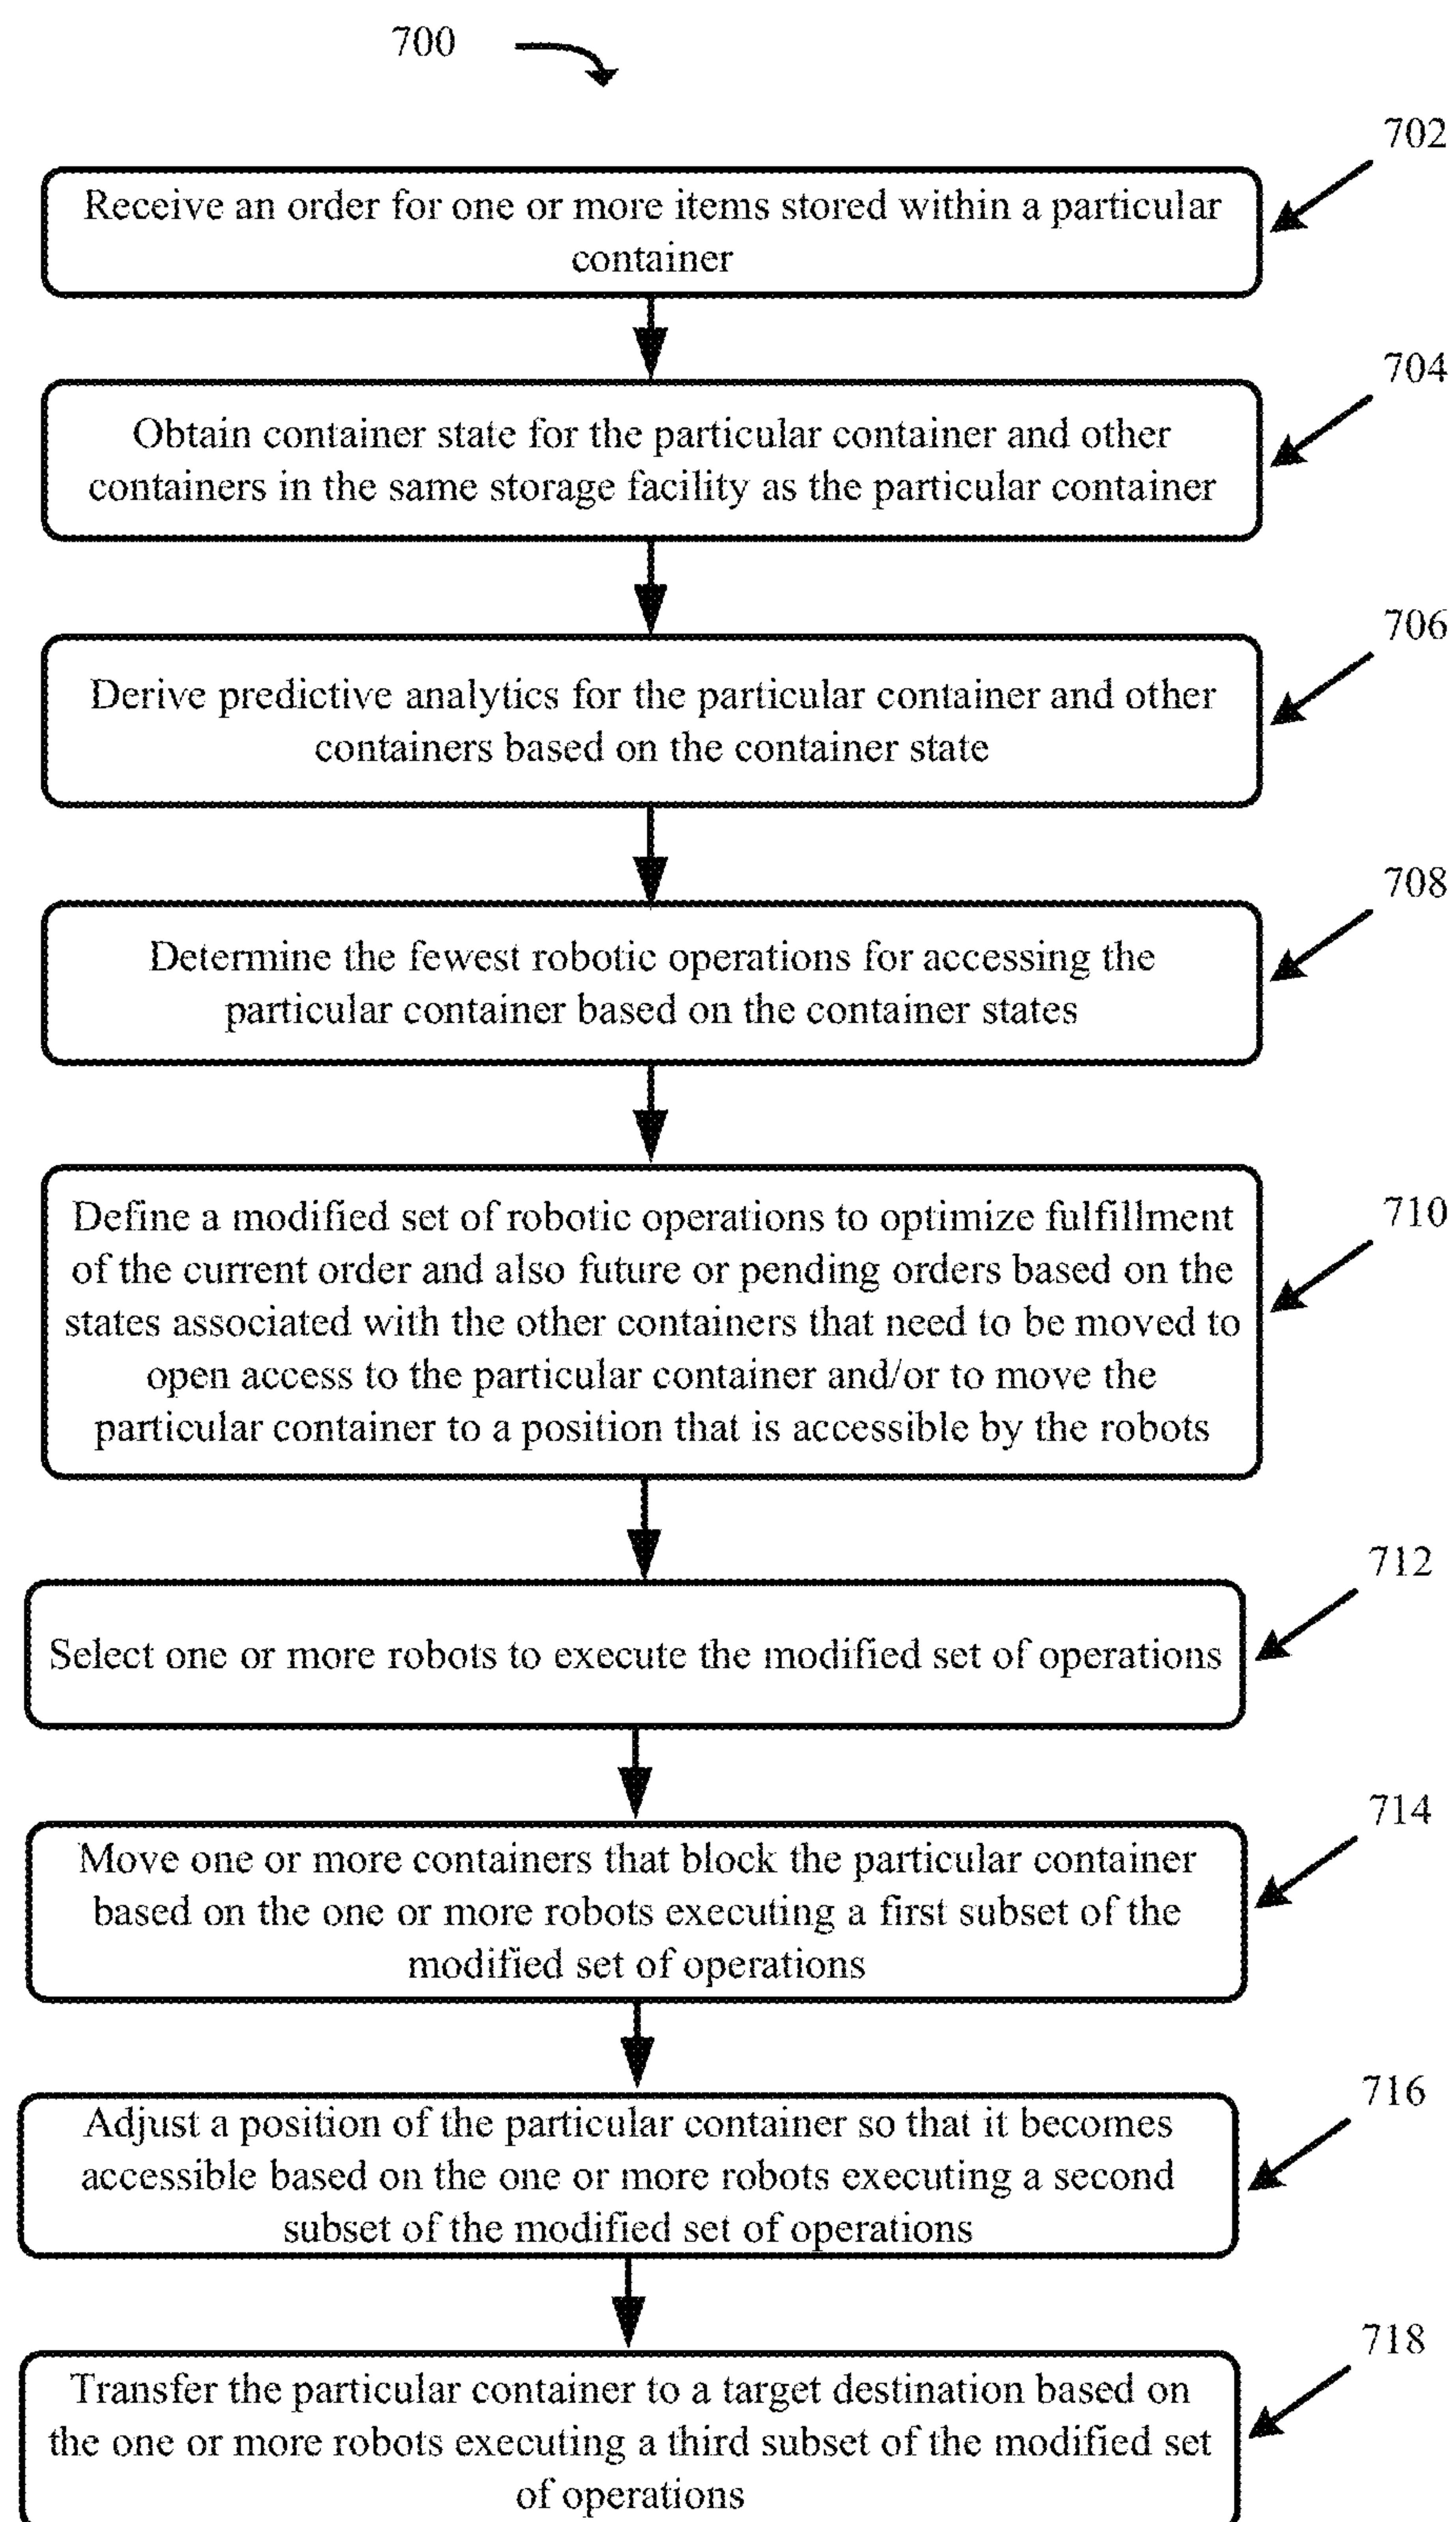 700
702
Receive an order for one or more items stored within a particular
container
704
Obtain container state for the particular container and other
containers in the same storage facility as the particular container
706
Derive predictive analytics for the particular container and other
containers based on the container state
708
Determine the fewest robotic operations for accessing the
particular container based on the container states
710
Define a modified set of robotic operations to optimize fulfillment
of the current order and also future or pending orders based on the
states associated with the other containers that need to be moved to
open access to the particular container and/or to move the
particular container to a position that is accessible by the robots
712
Select one or more robots to execute the modified set of operations
714
Move one or more containers that block the particular container
based on the one or more robots executing a first subset of the
modified set of operations
716
Adjust a position of the particular container so that it becomes
accessible based on the one or more robots executing a second
subset of the modified set of operations
718
Transfer the particular container to a target destination based on
the one or more robots executing a third subset of the modified set
of operations